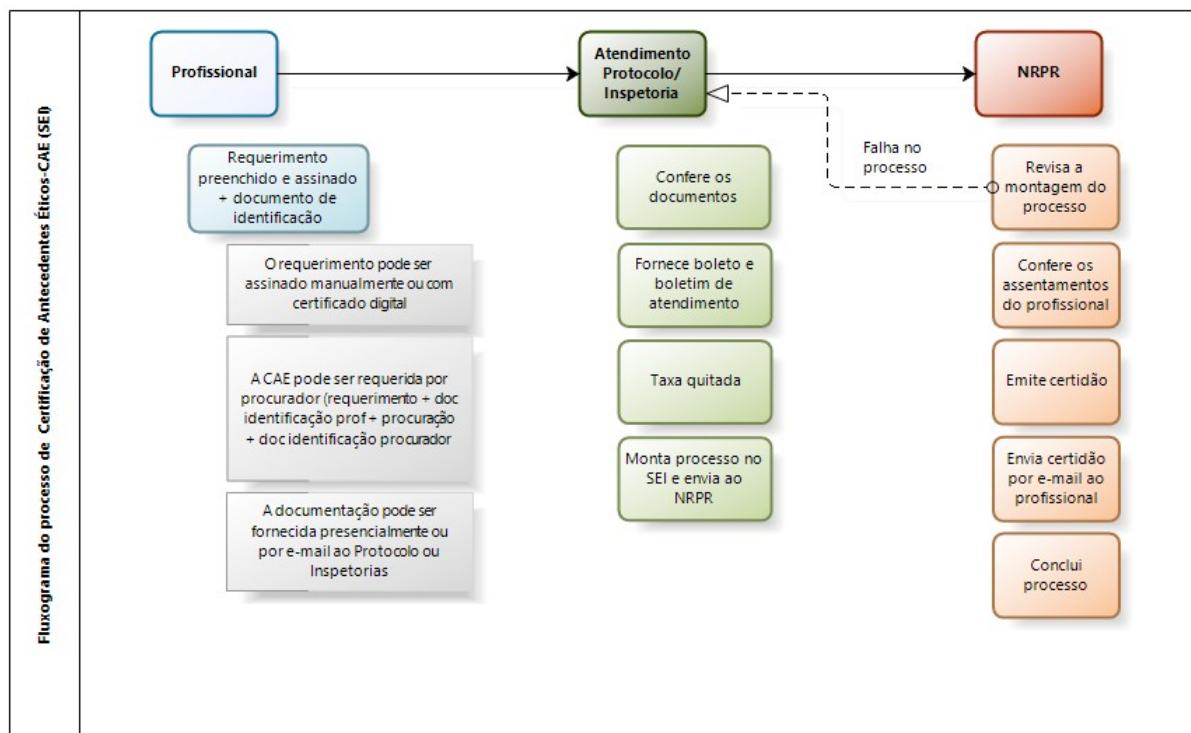 Fluxograma do processo de Certificação de Antecedentes Éticos-CAE (SEI)
Profissional
Requerimento
preenchido e assinado
+ documento de
identificação
O requerimento pode ser
assinado manualmente ou com
certificado digital
A CAE pode ser requerida por
procurador (requerimento + doc
identificação prof + procuração
+ doc identificação procurador
A documentação pode ser
fornecida presencialmente ou
por e-mail ao Protocolo ou
Inspetorias
Atendimento
Protocolo/
Inspetoria
Confere os
documentos
Fornece boleto e
boletim de
atendimento
Taxa quitada
Monta processo no
SEI e envia ao
NRPR
Falha no
processo
NRPR
Revisa a
montagem do
processo
Confere os
assentamentos
do profissional
Emite certidão
Envia certidão
por e-mail ao
profissional
Conclui
processo